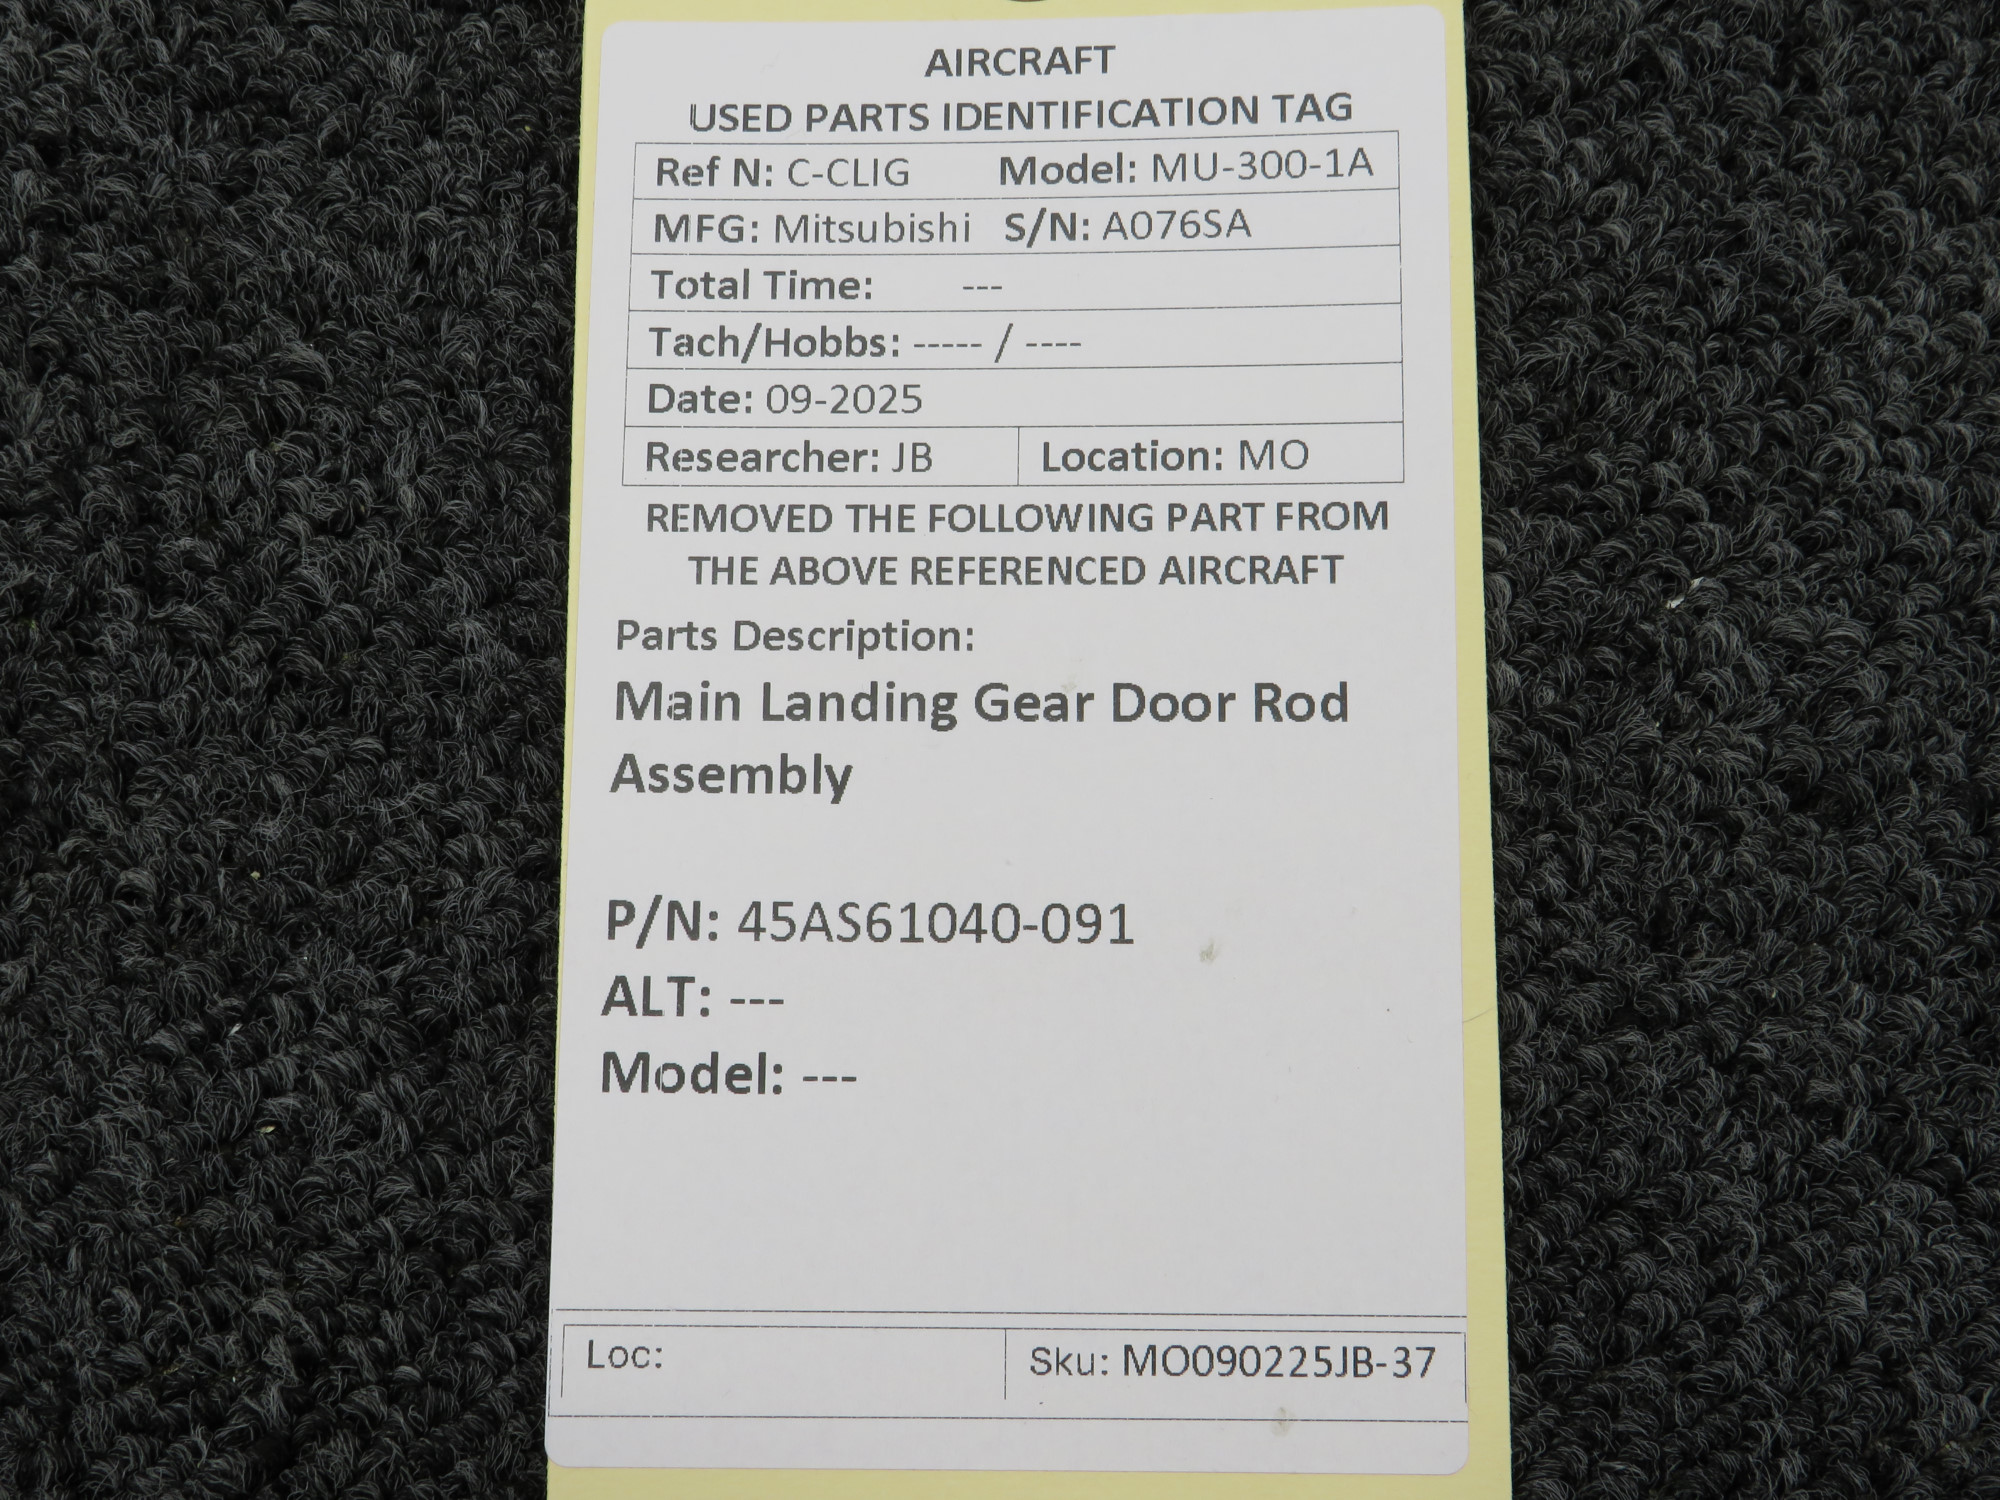 AIRCRAFT
USED PARTS IDENTIFICATION TAG
Ref N: C-CLIG Model: MU-300-1A
MFG: Mitsubishi S/N: A076SA
Total Time: ---
Tach/Hobbs: ----- / ----
Date: 09-2025
Researcher: JB Location: MO
REMOVED THE FOLLOWING PART FROM
THE ABOVE REFERENCED AIRCRAFT
Parts Description:
Main Landing Gear Door Rod
Assembly
P/N: 45AS61040-091
ALT: ---
Model: ---
Loc: Sku: MO090225JB-37